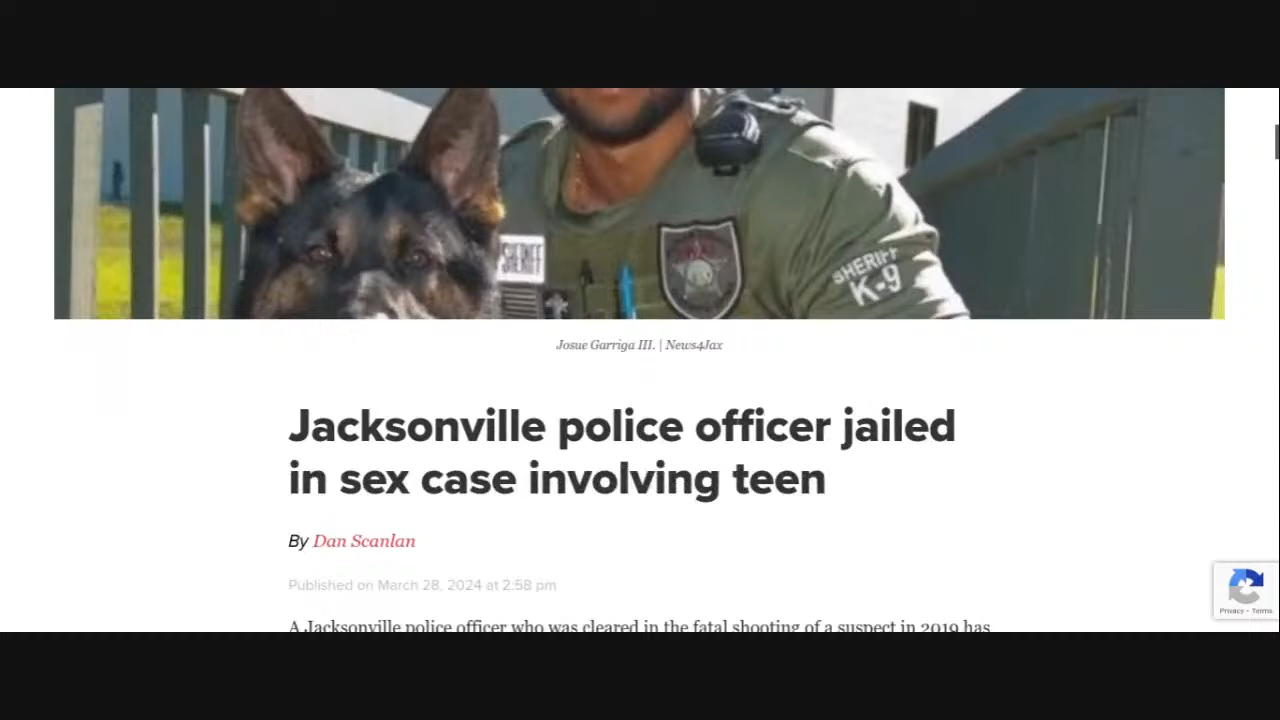 SHERIFF
SHERIFF
K-9
Josue Garriga III. | News4Jax
Jacksonville police officer jailed
in sex case involving teen
By Dan Scanlan
Published on March 28, 2024 at 2:58 pm
A Jacksonville police officer who was cleared in the fatal shooting of a suspect in 2019 has
Privacy - Terms